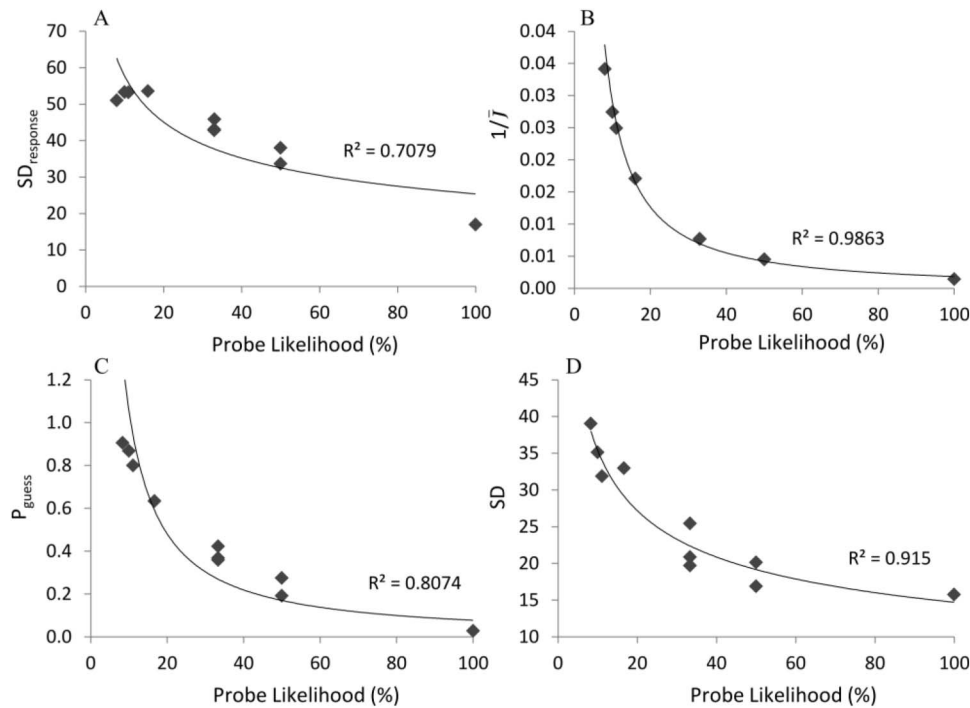 A
70
60
50
40
30
20
10
0
SDresponse
R² = 0.7079
0 20 40 60 80 100
Probe Likelihood (%)
B
0.04
0.04
0.03
0.03
0.02
0.02
0.01
0.01
0.00
1/J̅
R² = 0.9863
0 20 40 60 80 100
Probe Likelihood (%)
C
1.2
1.0
0.8
0.6
0.4
0.2
0.0
Pguess
R² = 0.8074
0 20 40 60 80 100
Probe Likelihood (%)
D
45
40
35
30
25
20
15
10
SD
R² = 0.915
0 20 40 60 80 100
Probe Likelihood (%)